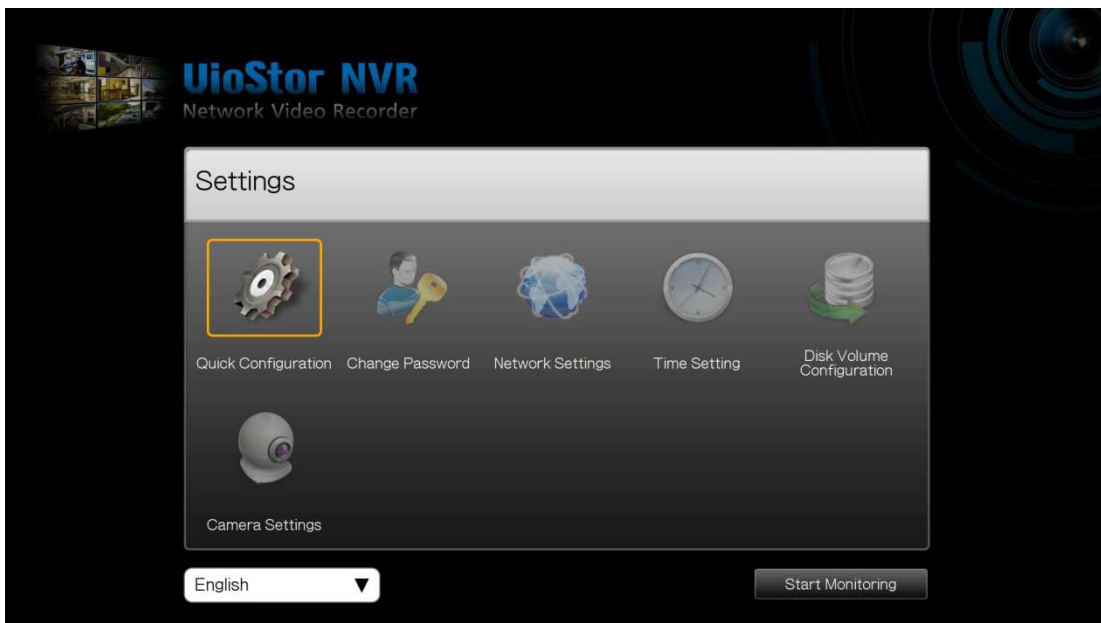 VioStor NVR
Network Video Recorder
Settings
Quick Configuration
Change Password
Network Settings
Time Setting
Disk Volume
Configuration
Camera Settings
English
Start Monitoring